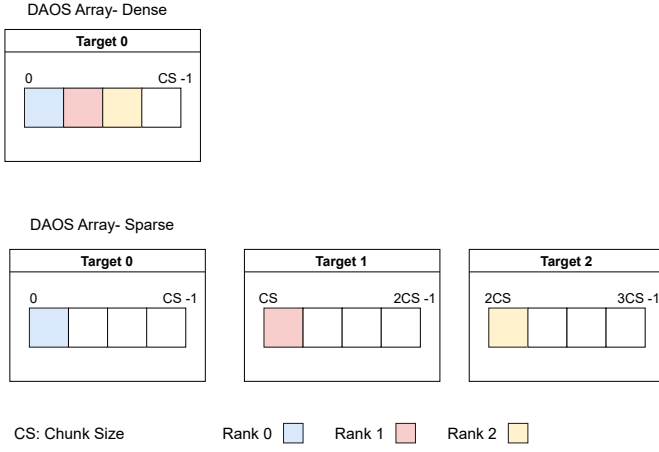 DAOS Array- Dense
Target 0
0 CS -1
DAOS Array- Sparse
Target 0 Target 1 Target 2
0 CS -1 CS 2CS -1 2CS 3CS -1
CS: Chunk Size Rank 0 Rank 1 Rank 2